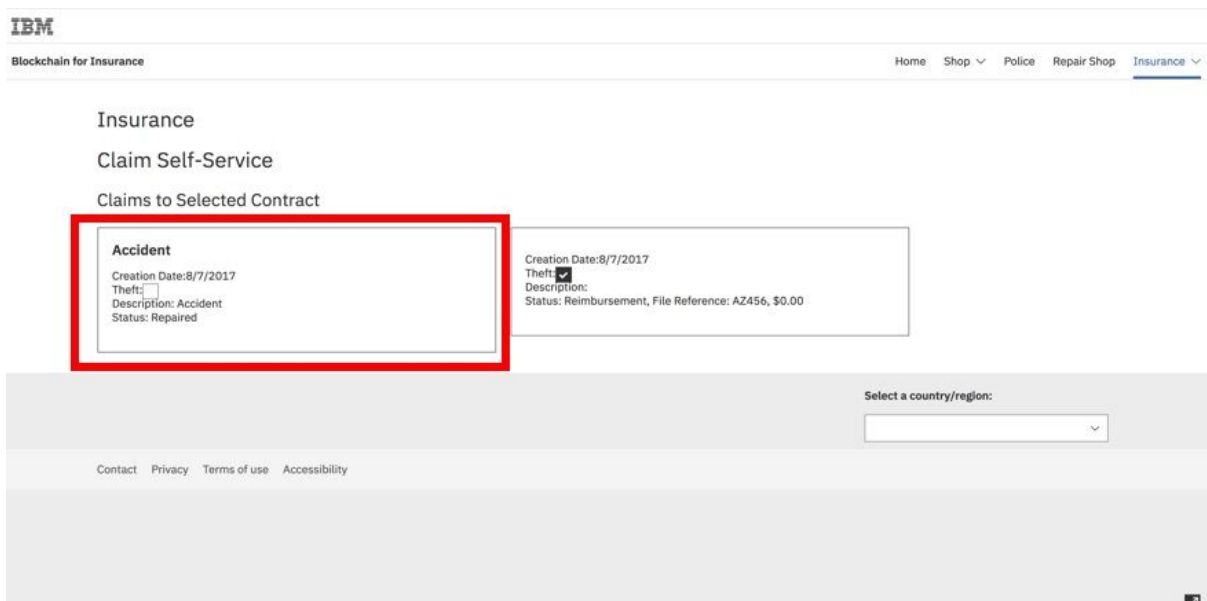 IBM
Blockchain for Insurance
Home Shop Police Repair Shop Insurance
Insurance
Claim Self-Service
Claims to Selected Contract
Accident
Creation Date:8/7/2017
Theft:
Description: Accident
Status: Repaired
Creation Date:8/7/2017
Theft:
Description:
Status: Reimbursement, File Reference: AZ456, $0.00
Select a country/region:
Contact Privacy Terms of use Accessibility